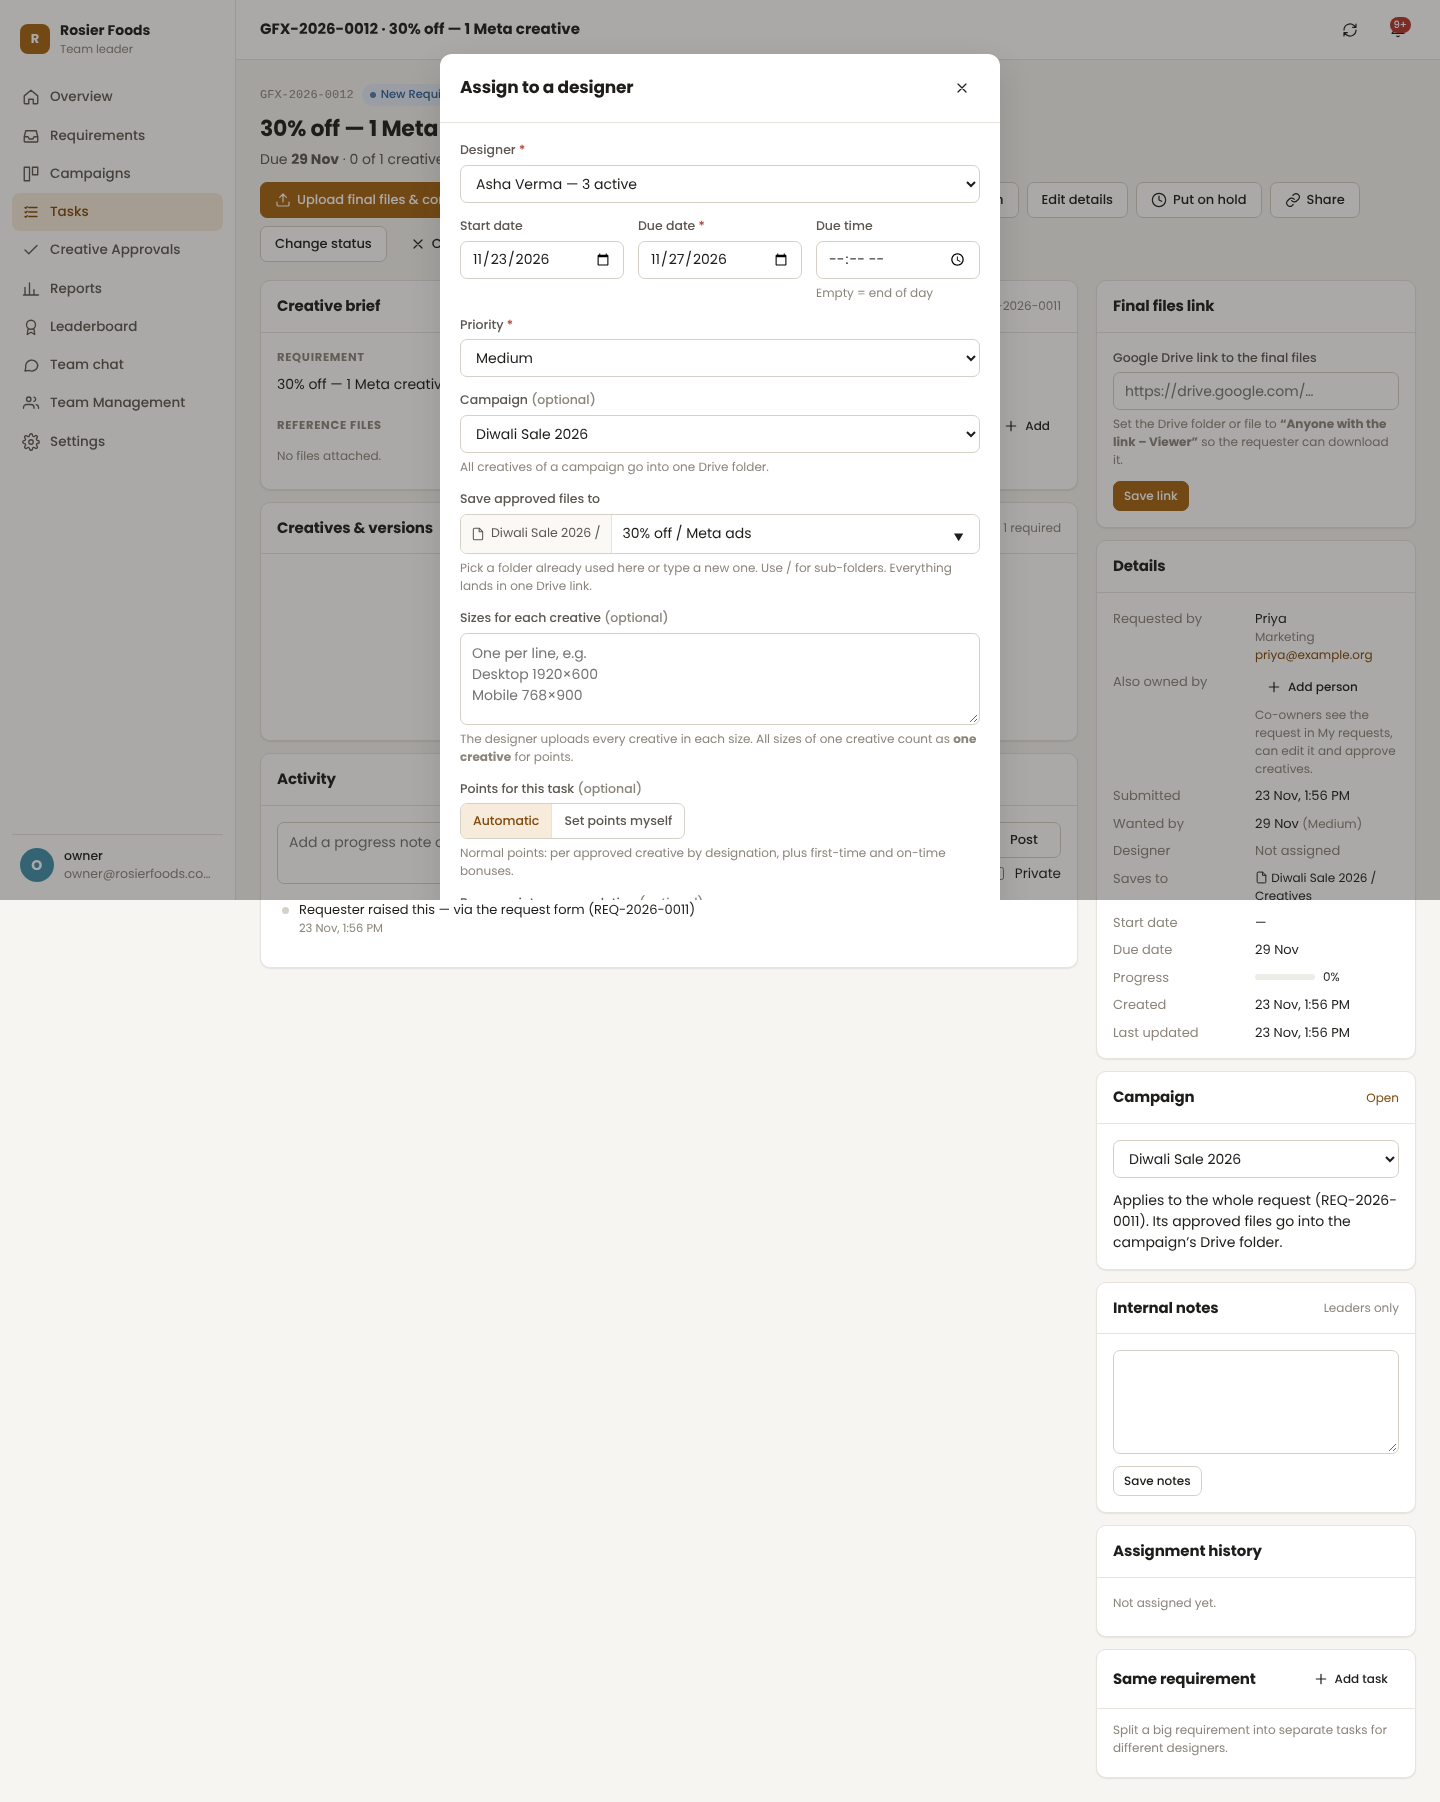 R
Rosier Foods
Team leader
Overview
Requirements
Campaigns
Tasks
Creative Approvals
Reports
Leaderboard
Team chat
Team Management
Settings
O
owner
owner@rosierfoods.co...
GFX-2026-0012 · 30% off — 1 Meta creative
9+
GFX-2026-0012
New Requi
30% off — 1 Meta
Due 29 Nov · 0 of 1 creative
Upload final files & co
Edit details
Put on hold
Share
Change status
Creative brief
-2026-0011
REQUIREMENT
30% off — 1 Meta creativ
REFERENCE FILES
Add
No files attached.
Creatives & versions
1 required
Activity
Add a progress note
Post
Private
Requester raised this — via the request form (REQ-2026-0011)
23 Nov, 1:56 PM
Assign to a designer
Designer *
Asha Verma — 3 active
Start date
Due date *
Due time
11/23/2026
11/27/2026
--:-- --
Empty = end of day
Priority *
Medium
Campaign (optional)
Diwali Sale 2026
All creatives of a campaign go into one Drive folder.
Save approved files to
Diwali Sale 2026 /
30% off / Meta ads
Pick a folder already used here or type a new one. Use / for sub-folders. Everything
lands in one Drive link.
Sizes for each creative (optional)
One per line, e.g.
Desktop 1920×600
Mobile 768×900
The designer uploads every creative in each size. All sizes of one creative count as one
creative for points.
Points for this task (optional)
Automatic
Set points myself
Normal points: per approved creative by designation, plus first-time and on-time
bonuses.
Final files link
Google Drive link to the final files
https://drive.google.com/...
Set the Drive folder or file to “Anyone with the
link – Viewer” so the requester can download
it.
Save link
Details
Requested by
Priya
Marketing
priya@example.org
Also owned by
Add person
Co-owners see the
request in My requests,
can edit it and approve
creatives.
Submitted
23 Nov, 1:56 PM
Wanted by
29 Nov (Medium)
Designer
Not assigned
Saves to
Diwali Sale 2026 /
Creatives
Start date
—
Due date
29 Nov
Progress
0%
Created
23 Nov, 1:56 PM
Last updated
23 Nov, 1:56 PM
Campaign
Open
Diwali Sale 2026
Applies to the whole request (REQ-2026-
0011). Its approved files go into the
campaign’s Drive folder.
Internal notes
Leaders only
Save notes
Assignment history
Not assigned yet.
Same requirement
Add task
Split a big requirement into separate tasks for
different designers.